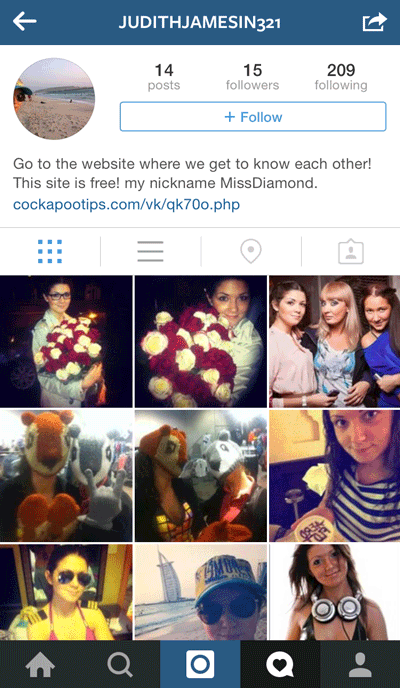 JUDITHJAMESIN321
14 15 209
posts followers following
+ Follow
Go to the website where we get to know each other!
This site is free! my nickname MissDiamond.
cockapootips.com/vk/qk70o.php